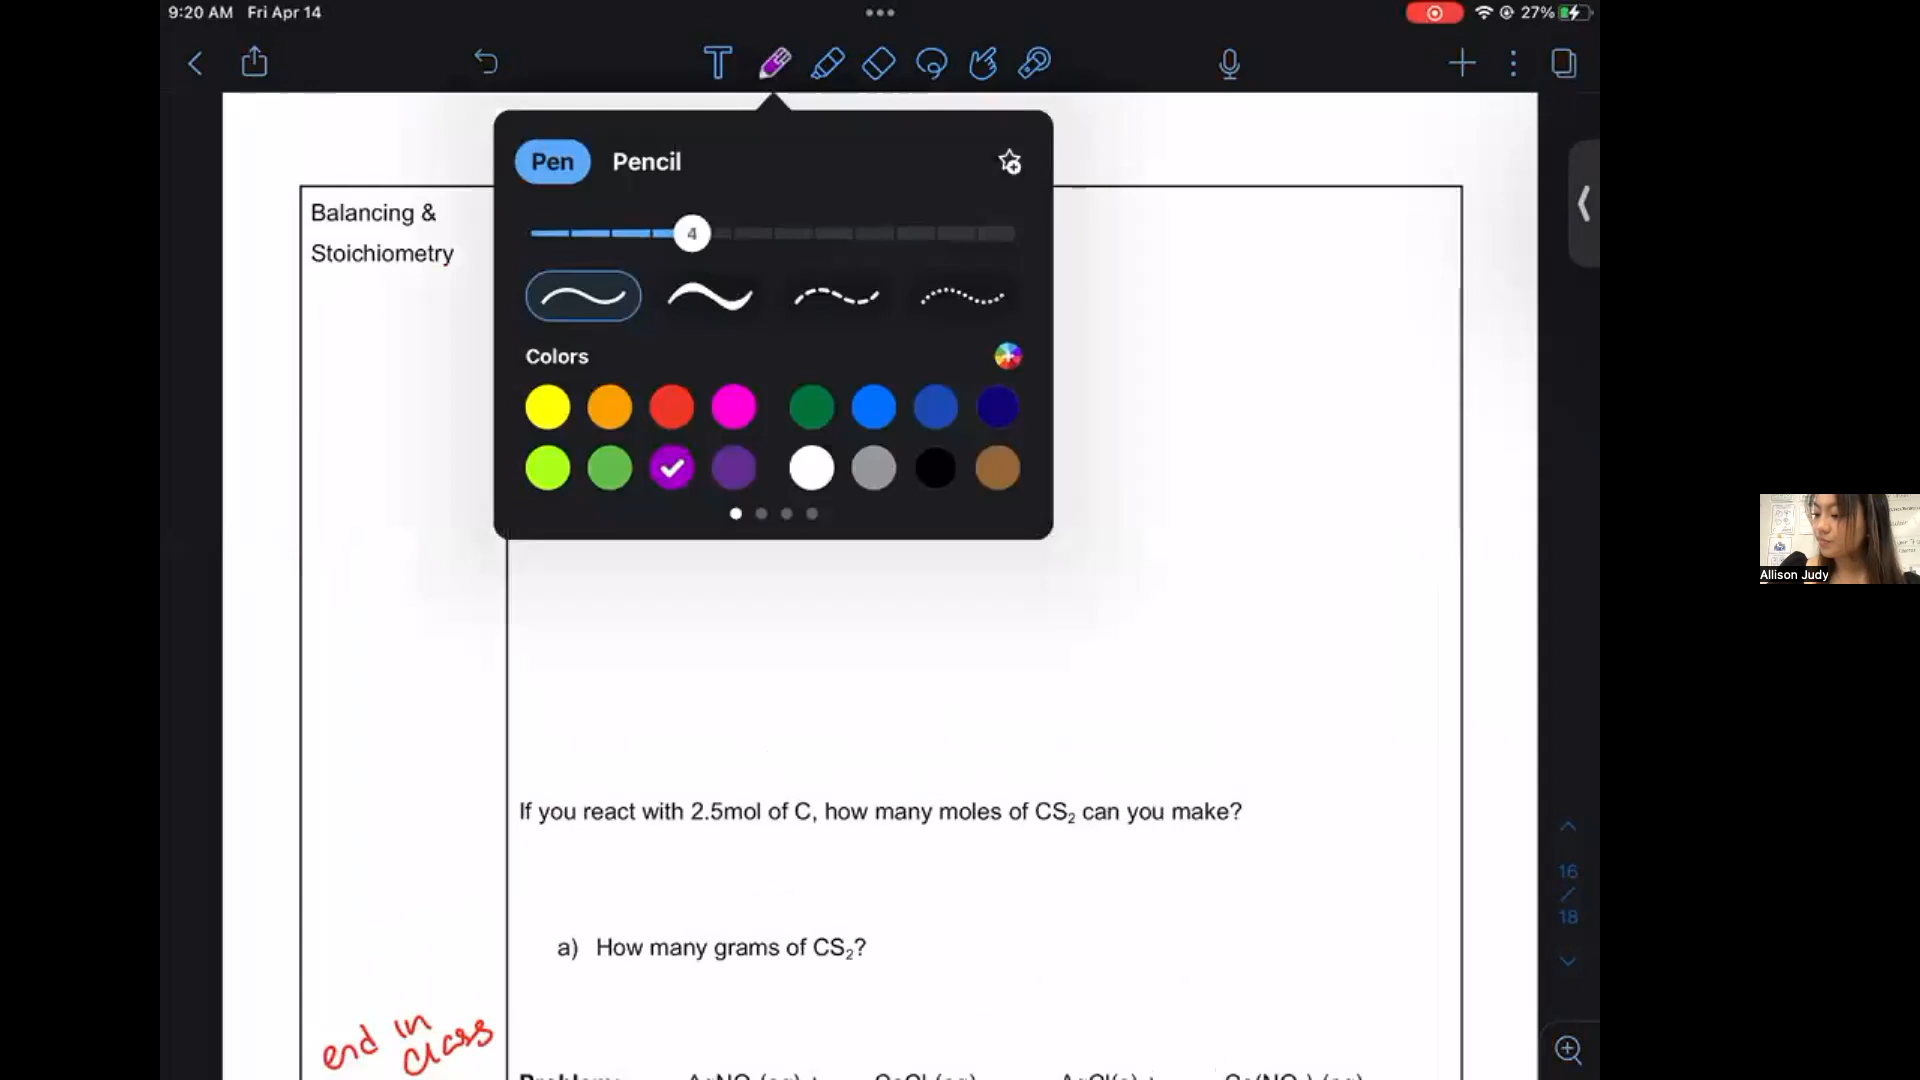 9:20 AM Fri Apr 14
27%
Pen Pencil
4
Colors
Balancing &
Stoichiometry
If you react with 2.5mol of C, how many moles of CS₂ can you make?
a) How many grams of CS₂?
end in
class
16
/
18
Allison Judy